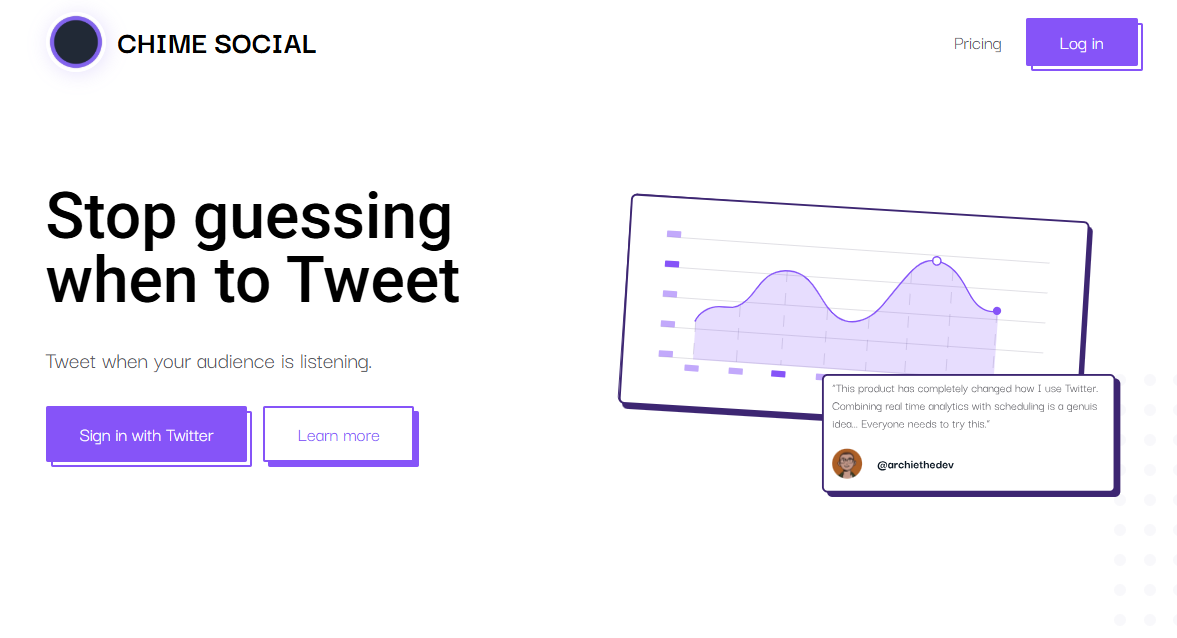 CHIME SOCIAL
Pricing
Log in
Stop guessing
when to Tweet
Tweet when your audience is listening.
Sign in with Twitter
Learn more
"This product has completely changed how I use Twitter.
Combining real time analytics with scheduling is a genuis
idea... Everyone needs to try this."
@archiethedev